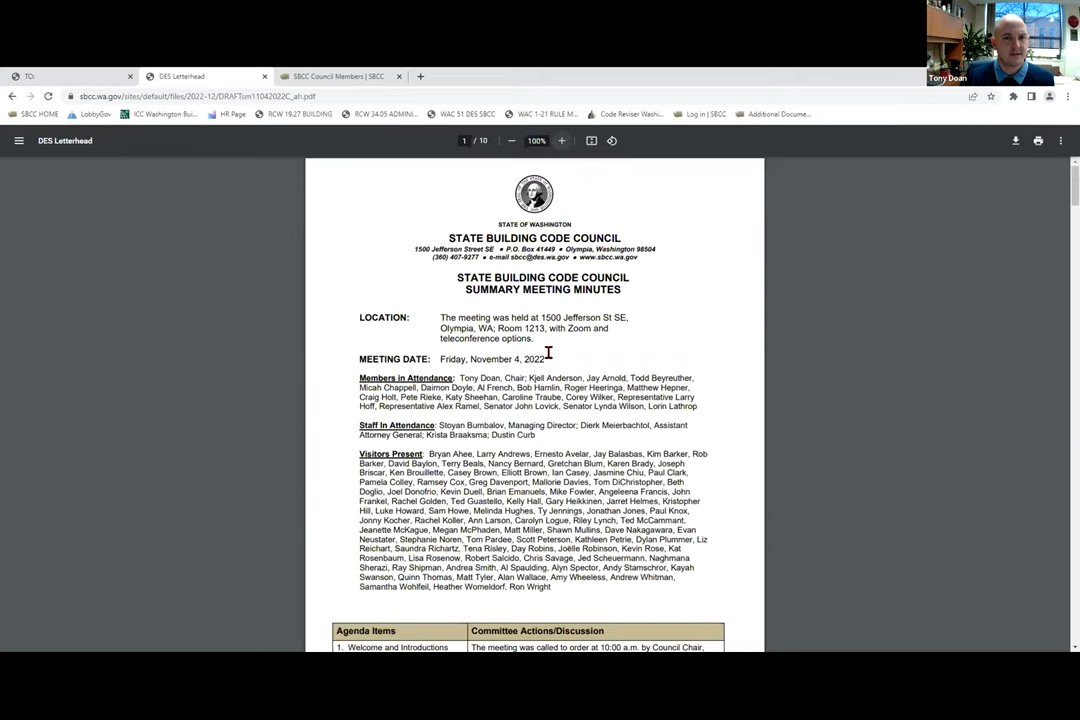 Tony Doan
TO:
DES Letterhead
SBCC Council Members | SBCC
sbcc.wa.gov/sites/default/files/2022-12/DRAFTsm11042022C_ah.pdf
SBCC HOME
LobbyGov
ICC Washington Bui...
HR Page
RCW 19.27 BUILDING
RCW 34.05 ADMINI...
WAC 51 DES SBCC
WAC 1-21 RULE M...
Code Reviser Washi...
Log in | SBCC
Additional Docume...
DES Letterhead
1 / 10
100%
STATE OF WASHINGTON
STATE BUILDING CODE COUNCIL
1500 Jefferson Street SE • P.O. Box 41449 • Olympia, Washington 98504
(360) 407-9277 • e-mail sbcc@des.wa.gov • www.sbcc.wa.gov
STATE BUILDING CODE COUNCIL
SUMMARY MEETING MINUTES
LOCATION: The meeting was held at 1500 Jefferson St SE,
Olympia, WA; Room 1213, with Zoom and
teleconference options.
MEETING DATE: Friday, November 4, 2022
Members in Attendance: Tony Doan, Chair; Kjell Anderson, Jay Arnold, Todd Beyreuther,
Micah Chappell, Daimon Doyle, Al French, Bob Hamlin, Roger Heeringa, Matthew Hepner,
Craig Holt, Pete Rieke, Katy Sheehan, Caroline Traube, Corey Wilker, Representative Larry
Hoff, Representative Alex Ramel, Senator John Lovick, Senator Lynda Wilson, Lorin Lathrop
Staff In Attendance: Stoyan Bumbalov, Managing Director; Dierk Meierbachtol, Assistant
Attorney General; Krista Braaksma; Dustin Curb
Visitors Present: Bryan Ahee, Larry Andrews, Ernesto Avelar, Jay Balasbas, Kim Barker, Rob
Barker, David Baylon, Terry Beals, Nancy Bernard, Gretchan Blum, Karen Brady, Joseph
Briscar, Ken Brouillette, Casey Brown, Elliott Brown, Ian Casey, Jasmine Chiu, Paul Clark,
Pamela Colley, Ramsey Cox, Greg Davenport, Mallorie Davies, Tom DiChristopher, Beth
Doglio, Joel Donofrio, Kevin Duell, Brian Emanuels, Mike Fowler, Angeleena Francis, John
Frankel, Rachel Golden, Ted Guastello, Kelly Hall, Gary Heikkinen, Jarret Helmes, Kristopher
Hill, Luke Howard, Sam Howe, Melinda Hughes, Ty Jennings, Jonathan Jones, Paul Knox,
Jonny Kocher, Rachel Koller, Ann Larson, Carolyn Logue, Riley Lynch, Ted McCammant,
Jeanette McKague, Megan McPhaden, Matt Miller, Shawn Mullins, Dave Nakagawara, Evan
Neustater, Stephanie Noren, Tom Pardee, Scott Peterson, Kathleen Petrie, Dylan Plummer, Liz
Reichart, Saundra Richartz, Tena Risley, Day Robins, Joëlle Robinson, Kevin Rose, Kat
Rosenbaum, Lisa Rosenow, Robert Salcido, Chris Savage, Jed Scheuermann, Naghmana
Sherazi, Ray Shipman, Andrea Smith, Al Spaulding, Alyn Spector, Andy Stamschror, Kayah
Swanson, Quinn Thomas, Matt Tyler, Alan Wallace, Amy Wheeless, Andrew Whitman,
Samantha Wohlfeil, Heather Womeldorf, Ron Wright
Agenda Items Committee Actions/Discussion
1. Welcome and Introductions The meeting was called to order at 10:00 a.m. by Council Chair,